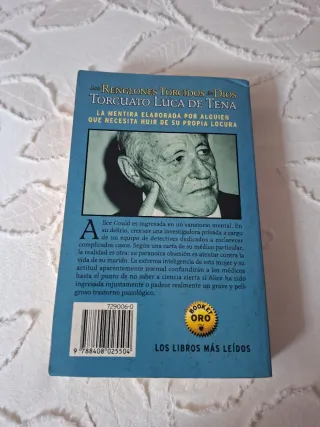 Los RENGLONES TORCIDOS de DIOS
TORCUATO LUCA DE TENA
LA MENTIRA ELABORADA POR ALGUIEN
QUE NECESITA HUIR DE SU PROPIA LOCURA
Alice Gould es ingresada en un sanatorio mental. En
su delirio, cree ser una investigadora privada a cargo
de un equipo de detectives dedicados a esclarecer
complicados casos. Según una carta de su médico particular,
la realidad es otra: su paranoica obsesión es atentar contra la
vida de su marido. La extrema inteligencia de esta mujer y su
actitud aparentemente normal confundirán a los médicos
hasta el punto de no saber a ciencia cierta si Alice ha sido
ingresada injustamente o padece realmente un grave y peli-
groso trastorno psicológico.
729006-0
9 788408 025504
BOOKET
ORO
LOS LIBROS MÁS LEÍDOS